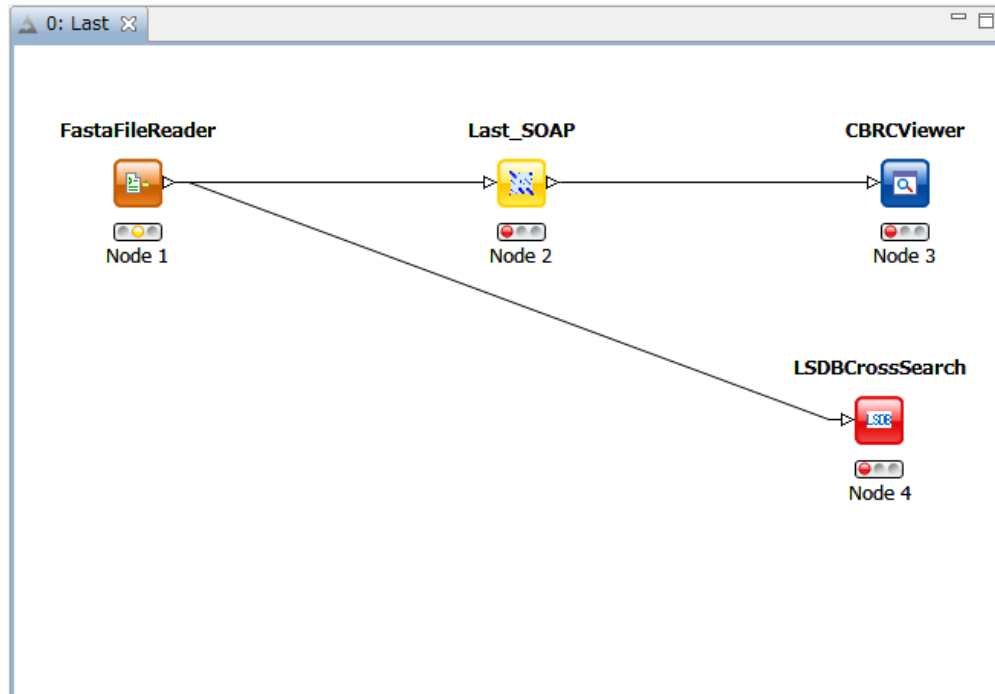 0: Last
FastaFileReader
Last_SOAP
CBRCViewer
Node 1
Node 2
Node 3
LSDBCrossSearch
LSDB
Node 4